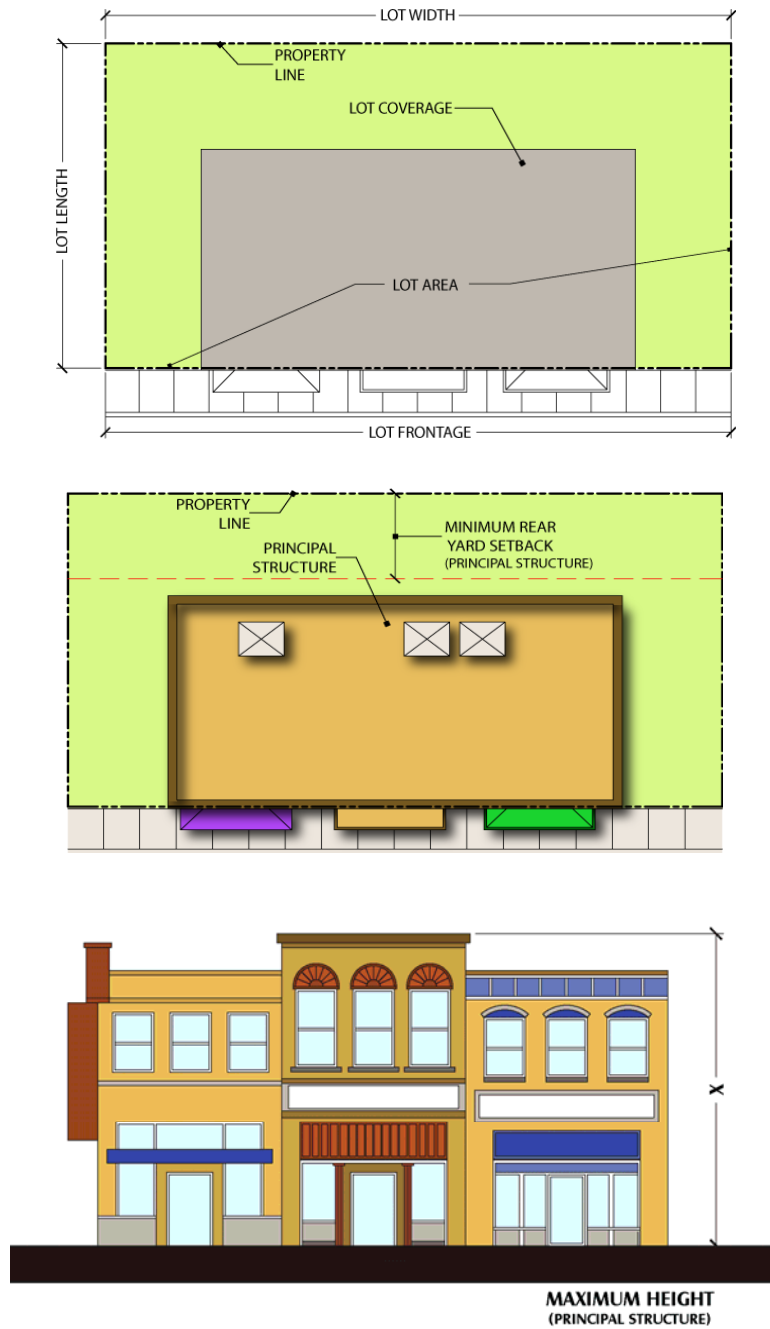 LOT WIDTH
PROPERTY
LINE
LOT COVERAGE
LOT LENGTH
LOT AREA
LOT FRONTAGE
PROPERTY
LINE
PRINCIPAL
STRUCTURE
MINIMUM REAR
YARD SETBACK
(PRINCIPAL STRUCTURE)
X
MAXIMUM HEIGHT
(PRINCIPAL STRUCTURE)